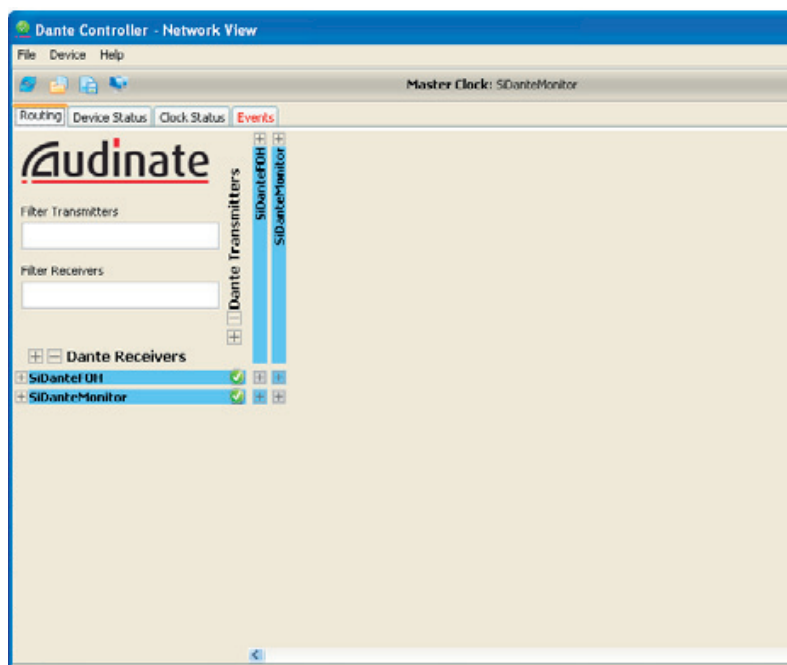 Dante Controller - Network View
File Device Help
Master Clock: SiDanteMonitor
Routing Device Status Clock Status Events
Audinate
Filter Transmitters
Filter Receivers
Dante Transmitters
SiDanteFOH
SiDanteMonitor
Dante Receivers
SiDanteFOH
SiDanteMonitor